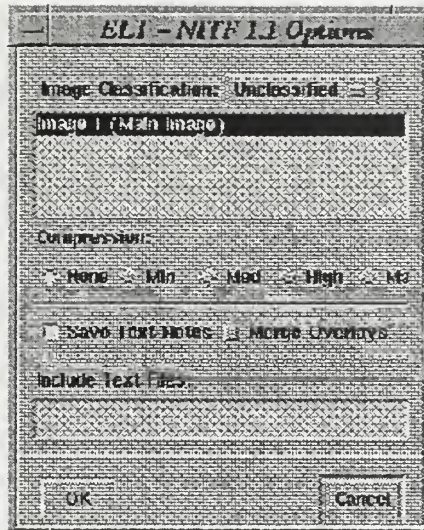 ELT - NITF 1.1 Options
Image Classification: Unclassified
Image 1 (Main Image)
Compression:
None Min Med High Ma
Save Text Notes Merge Overlays
Include Text Files:
OK Cancel